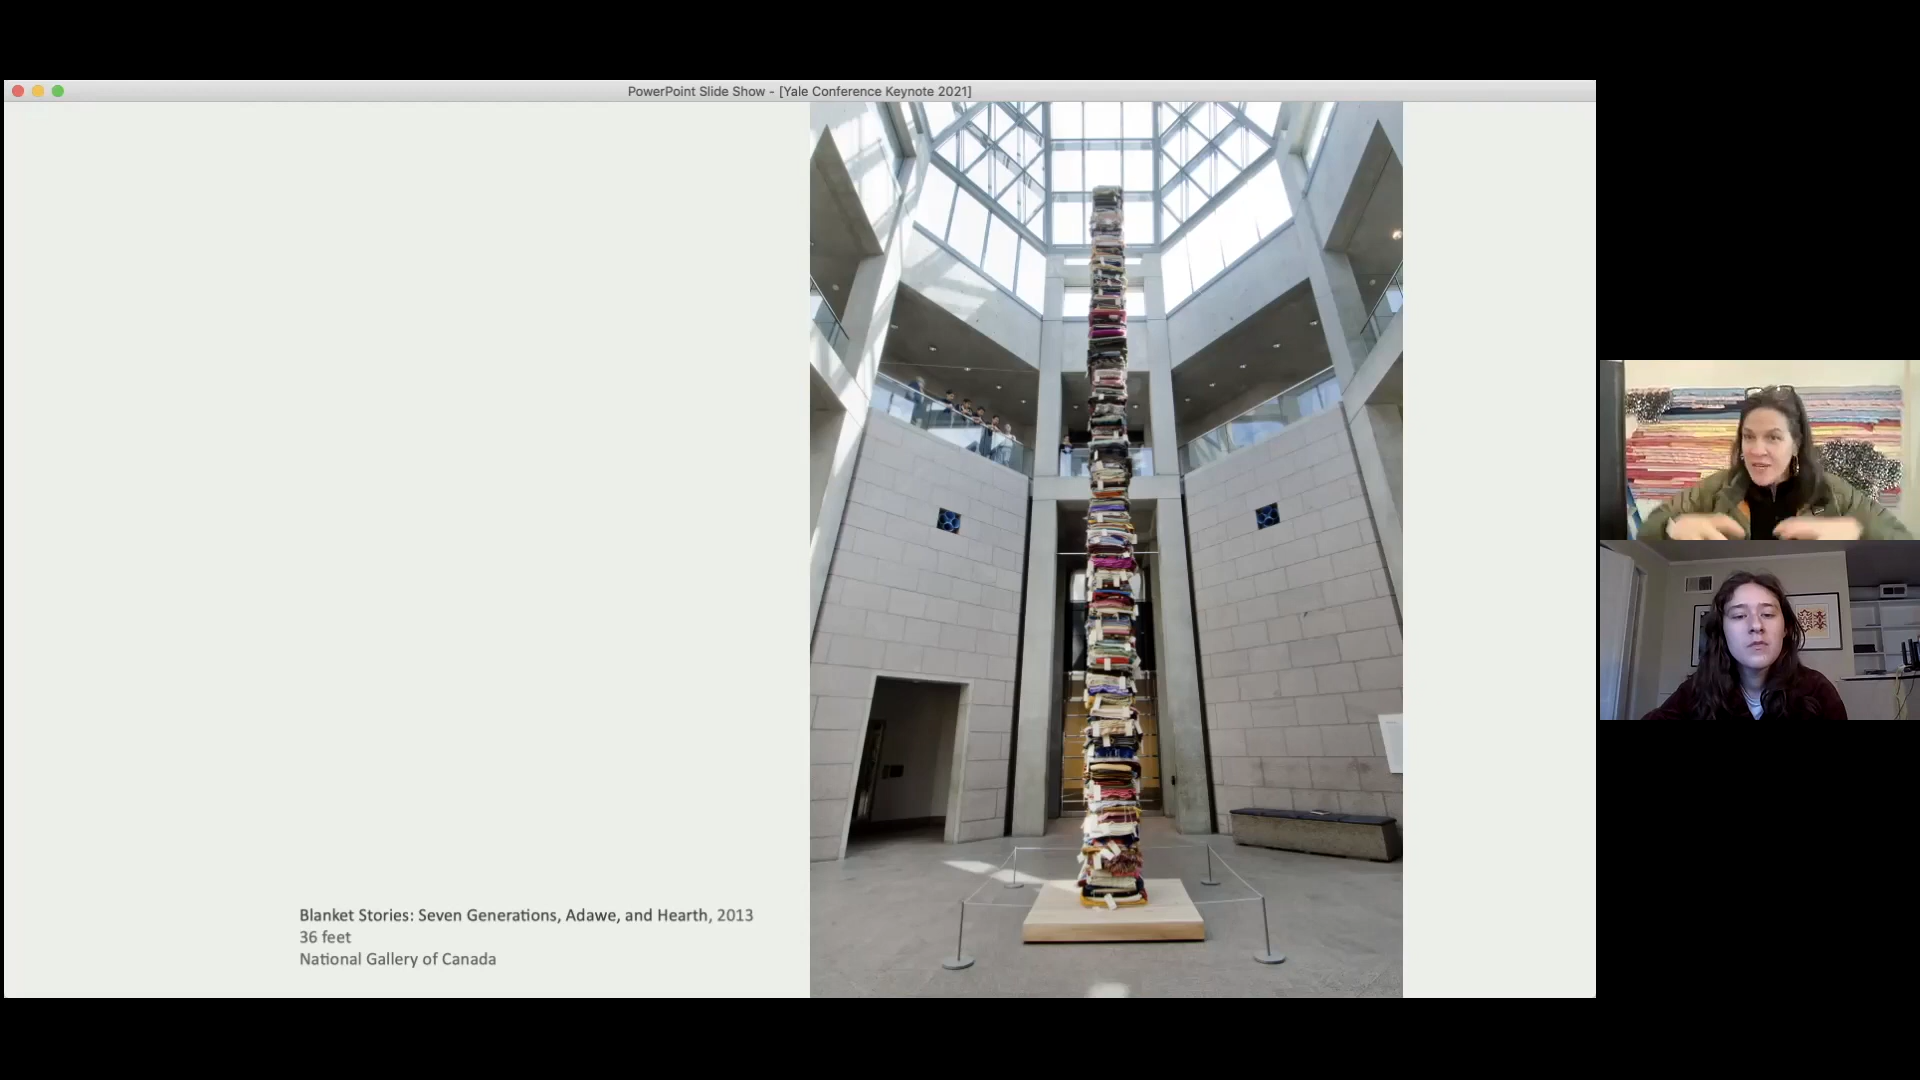 PowerPoint Slide Show - [Yale Conference Keynote 2021]
Blanket Stories: Seven Generations, Adawe, and Hearth, 2013
36 feet
National Gallery of Canada